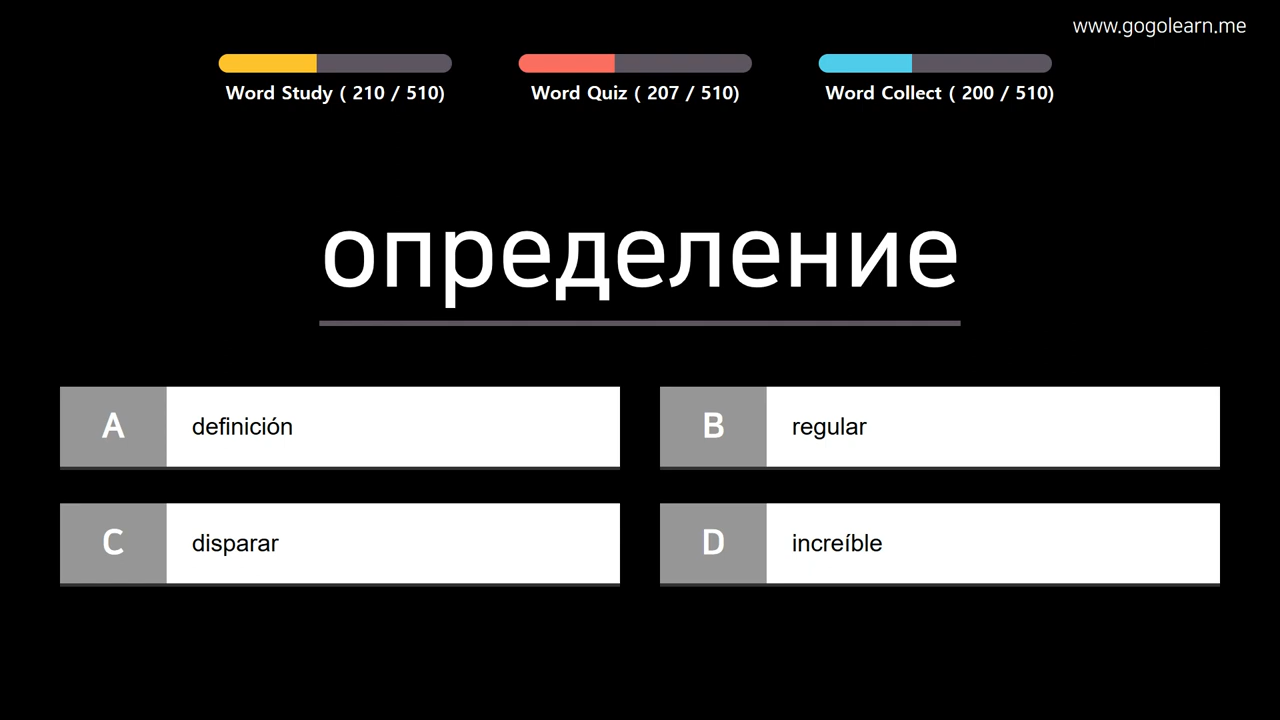 www.gogolearn.me
Word Study ( 210 / 510)
Word Quiz ( 207 / 510)
Word Collect ( 200 / 510)
определение
A definición
B regular
C disparar
D increíble